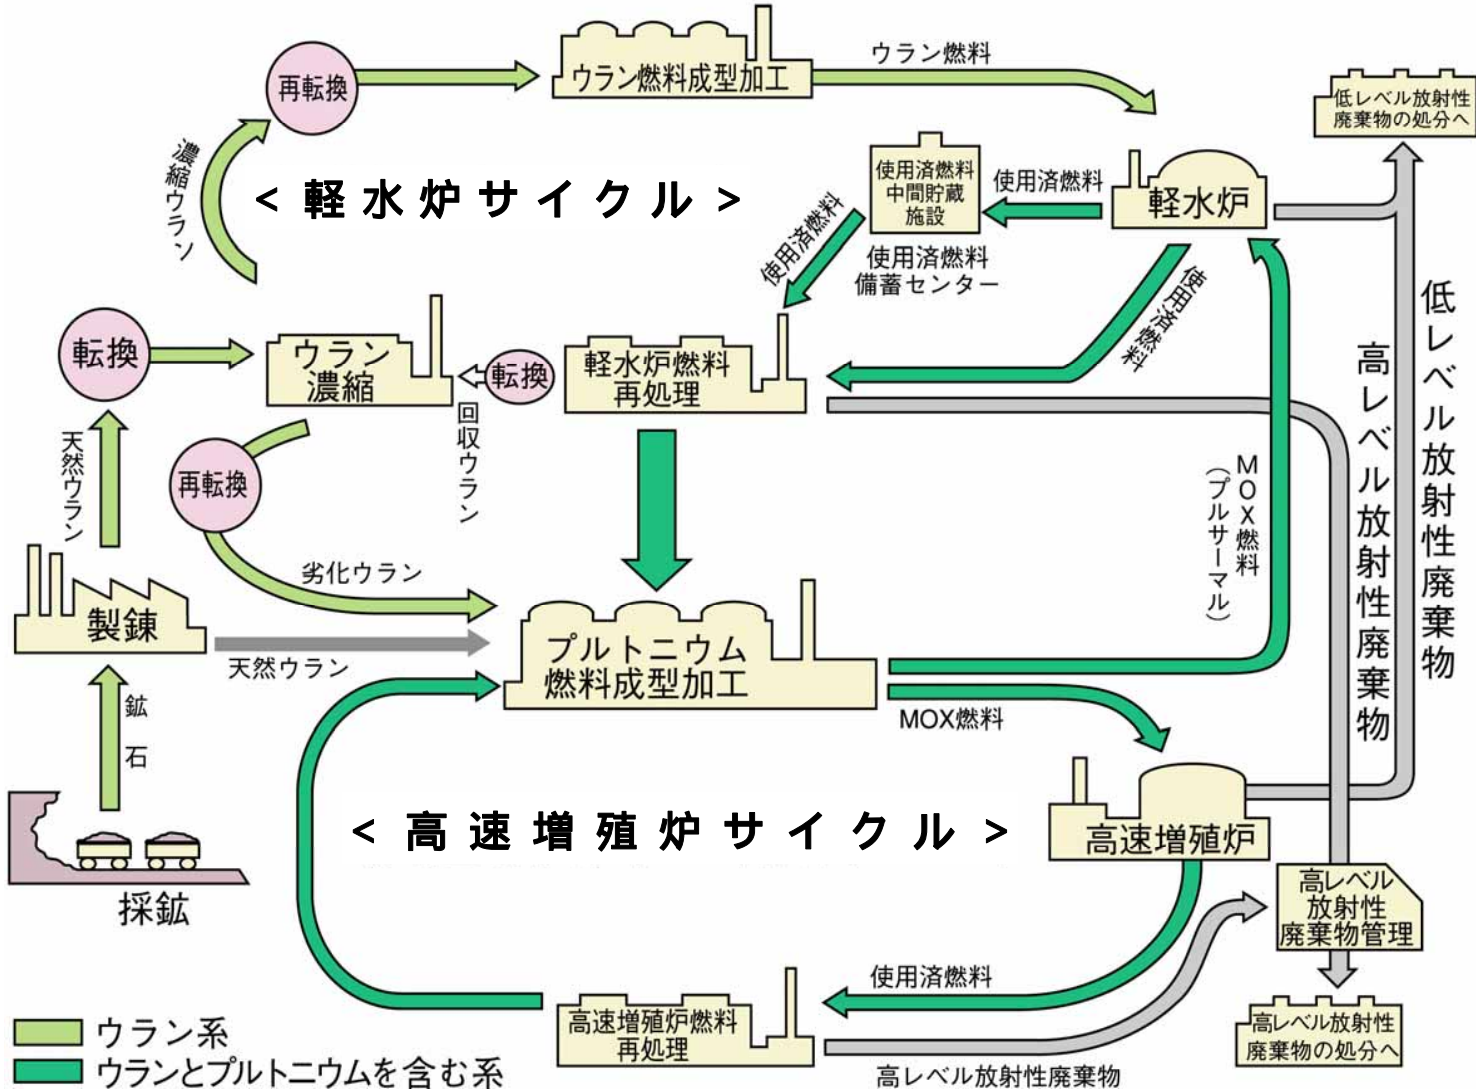 再転換
ウラン燃料成型加工
ウラン燃料
低レベル放射性
廃棄物の処分へ
濃縮ウラン
<軽水炉サイクル>
使用済燃料
中間貯蔵
施設
使用済燃料
軽水炉
使用済燃料
使用済燃料
備蓄センター
使用済燃料
低レベル放射性廃棄物
転換
ウラン
濃縮
転換
軽水炉燃料
再処理
高レベル放射性廃棄物
天然ウラン
回収ウラン
再転換
MOX燃料
(プルサーマル)
劣化ウラン
製錬
天然ウラン
プルトニウム
燃料成型加工
鉱石
MOX燃料
<高速増殖炉サイクル>
高速増殖炉
採鉱
高レベル
放射性
廃棄物管理
使用済燃料
高速増殖炉燃料
再処理
高レベル放射性
廃棄物の処分へ
ウラン系
ウランとプルトニウムを含む系
高レベル放射性廃棄物